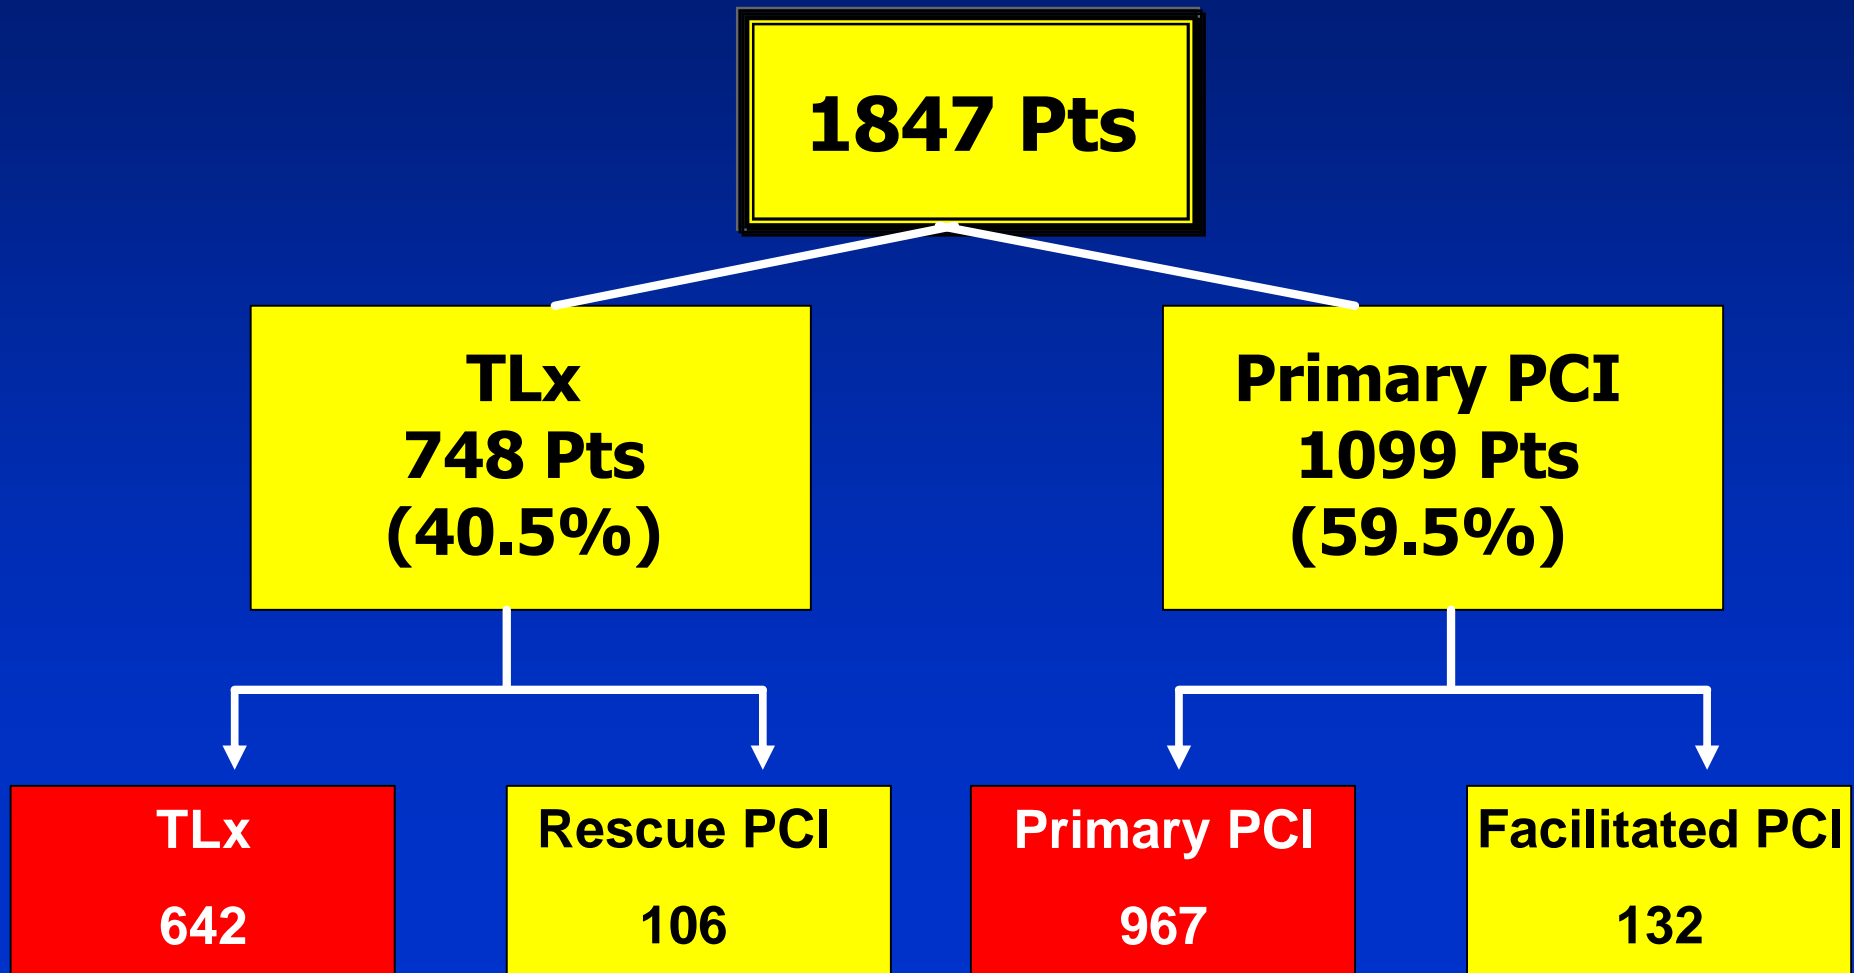 1847 Pts
TLx
748 Pts
(40.5%)
Primary PCI
1099 Pts
(59.5%)
TLx
642
Rescue PCI
106
Primary PCI
967
Facilitated PCI
132